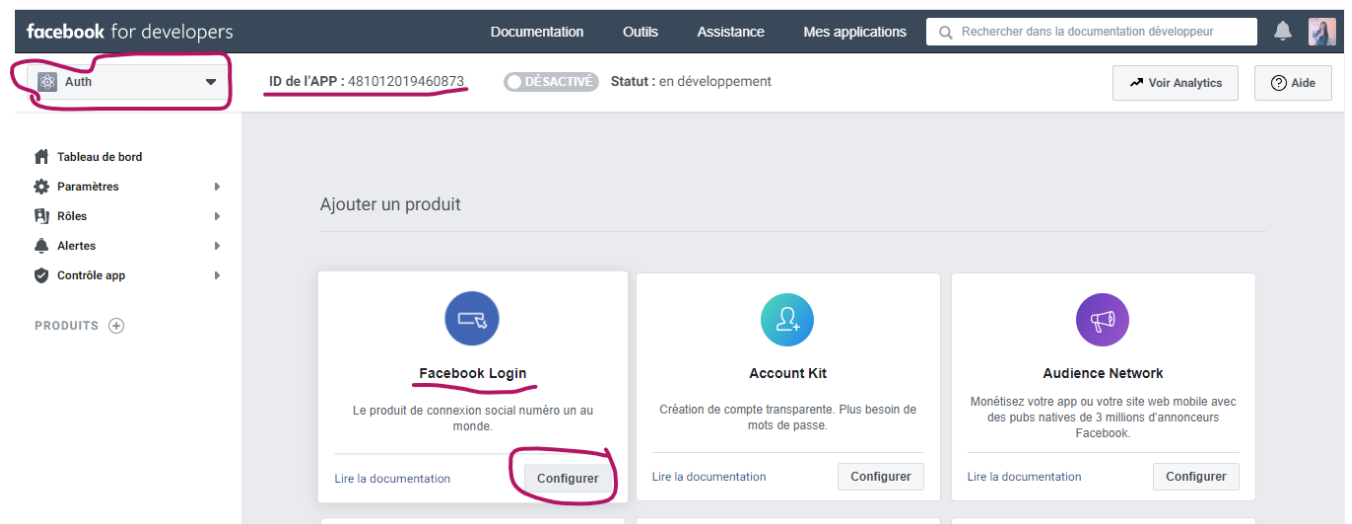 facebook for developers
Documentation
Outils
Assistance
Mes applications
Rechercher dans la documentation développeur
Auth
ID de l'APP : 481012019460873
DÉSACTIVÉ
Statut : en développement
Voir Analytics
Aide
Tableau de bord
Paramètres
Rôles
Alertes
Contrôle app
PRODUITS
Ajouter un produit
Facebook Login
Le produit de connexion social numéro un au
monde.
Lire la documentation
Configurer
Account Kit
Création de compte transparente. Plus besoin de
mots de passe.
Lire la documentation
Configurer
Audience Network
Monétisez votre app ou votre site web mobile avec
des pubs natives de 3 millions d'annonceurs
Facebook.
Lire la documentation
Configurer